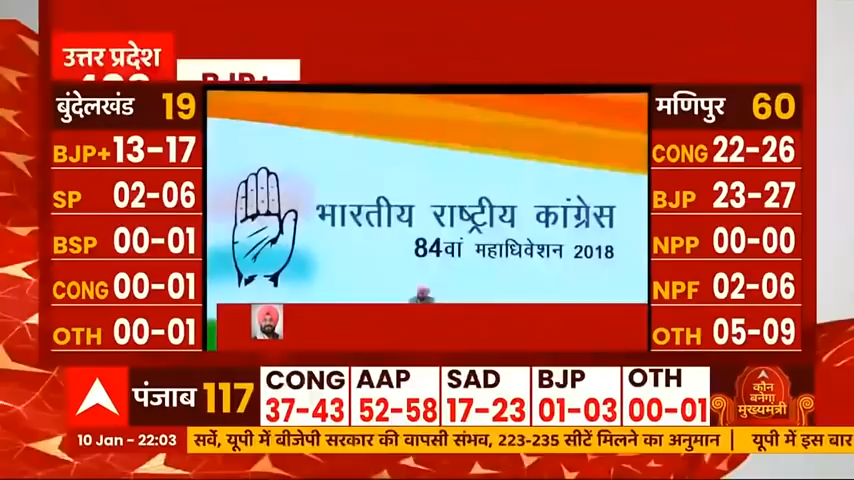 उत्तर प्रदेश
BJP+
बुंदेलखंड 19
BJP+ 13-17
SP 02-06
BSP 00-01
CONG 00-01
OTH 00-01
भारतीय राष्ट्रीय कांग्रेस
84वां महाधिवेशन 2018
मणिपुर 60
CONG 22-26
BJP 23-27
NPP 00-00
NPF 02-06
OTH 05-09
पंजाब 117
CONG 37-43
AAP 52-58
SAD 17-23
BJP 01-03
OTH 00-01
कौन
बनेगा
मुख्यमंत्री
10 Jan - 22:03
सर्वे, यूपी में बीजेपी सरकार की वापसी संभव, 223-235 सीटें मिलने का अनुमान | यूपी में इस बार